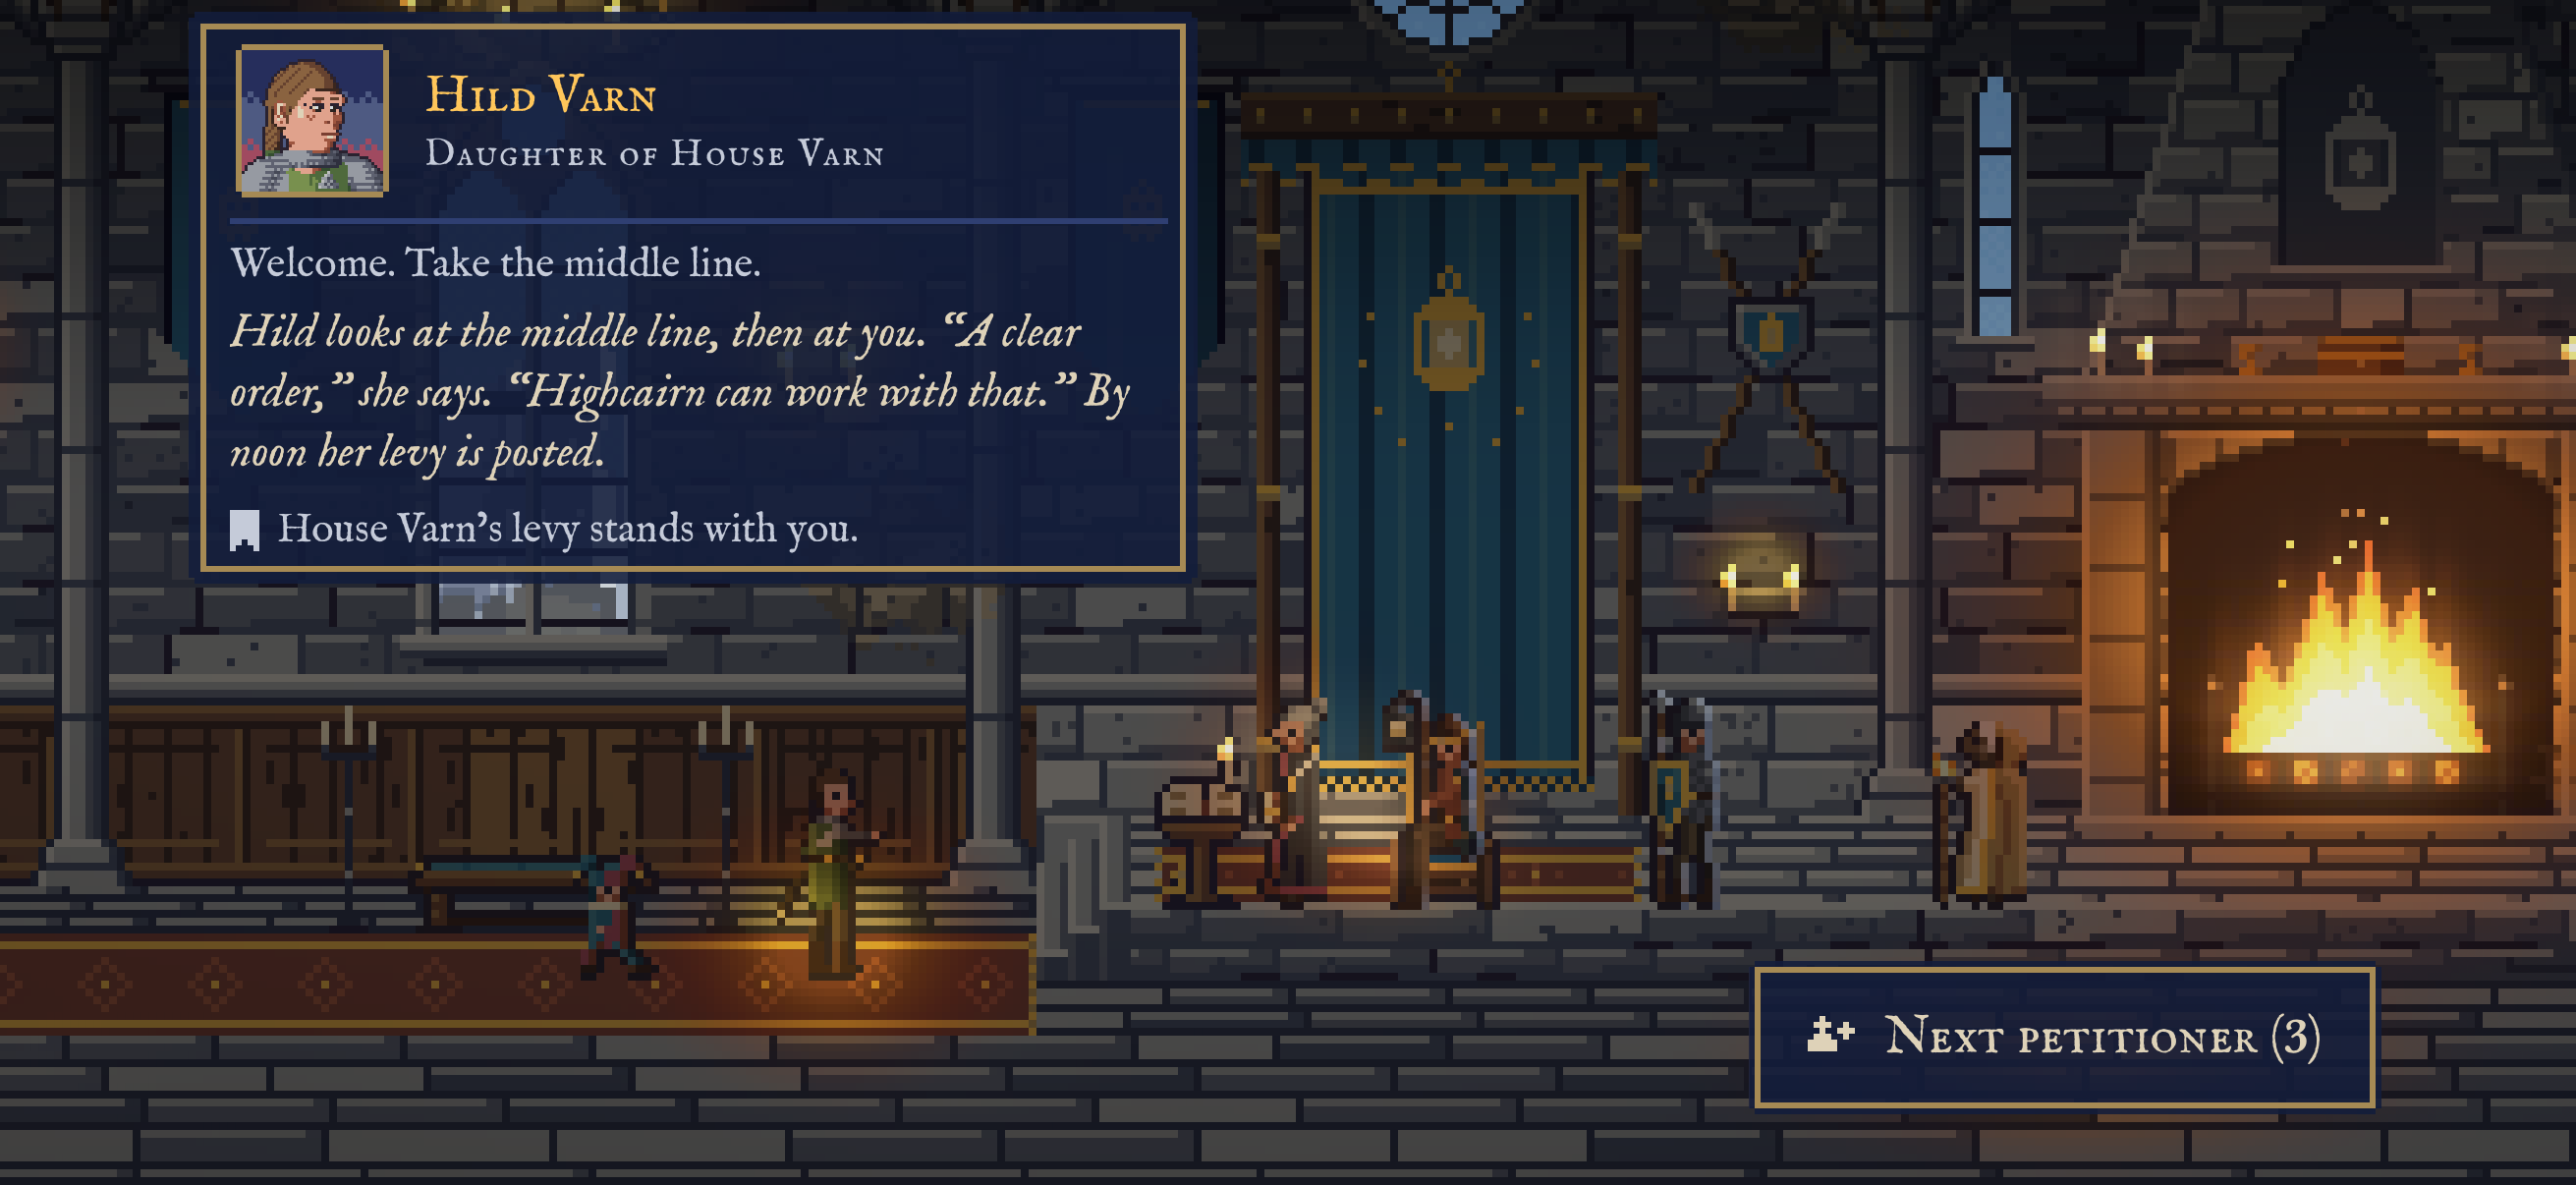 Hild Varn
Daughter of House Varn
Welcome. Take the middle line.
Hild looks at the middle line, then at you. “A clear
order,” she says. “Highcairn can work with that.” By
noon her levy is posted.
House Varn’s levy stands with you.
Next petitioner (3)